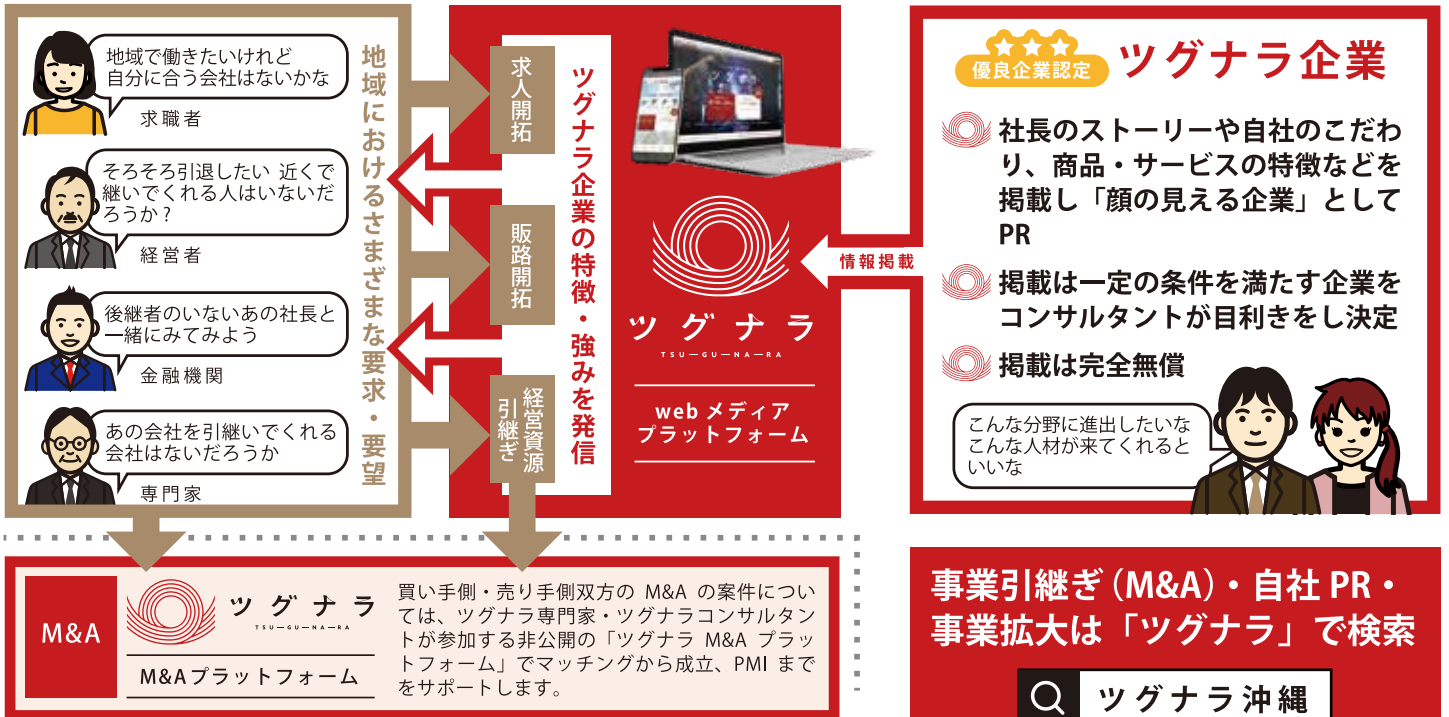 地域で働きたいけれど
自分に合う会社はないかな
求職者
そろそろ引退したい 近くで
継いでくれる人はいないだ
ろうか？
経営者
後継者のいないあの社長と
一緒にみてみよう
金融機関
あの会社を引継いでくれる
会社はないだろうか
専門家
地域におけるさまざまな要求・要望
求人開拓
販路開拓
経営資源
引継ぎ
ツグナラ企業の特徴・強みを発信
ツグナラ
TSU—GU—NA—RA
web メディア
プラットフォーム
情報掲載
優良企業認定
ツグナラ企業
社長のストーリーや自社のこだわ
り、商品・サービスの特徴などを
掲載し「顔の見える企業」として
PR
掲載は一定の条件を満たす企業を
コンサルタントが目利きをし決定
掲載は完全無償
こんな分野に進出したいな
こんな人材が来てくれると
いいな
M&A
ツグナラ
TSU—GU—NA—RA
M&Aプラットフォーム
買い手側・売り手側双方の M&A の案件につい
ては、ツグナラ専門家・ツグナラコンサルタン
トが参加する非公開の「ツグナラ M&A プラッ
トフォーム」でマッチングから成立、PMI まで
をサポートします。
事業引継ぎ（M&A）・自社 PR・
事業拡大は「ツグナラ」で検索
ツグナラ沖縄